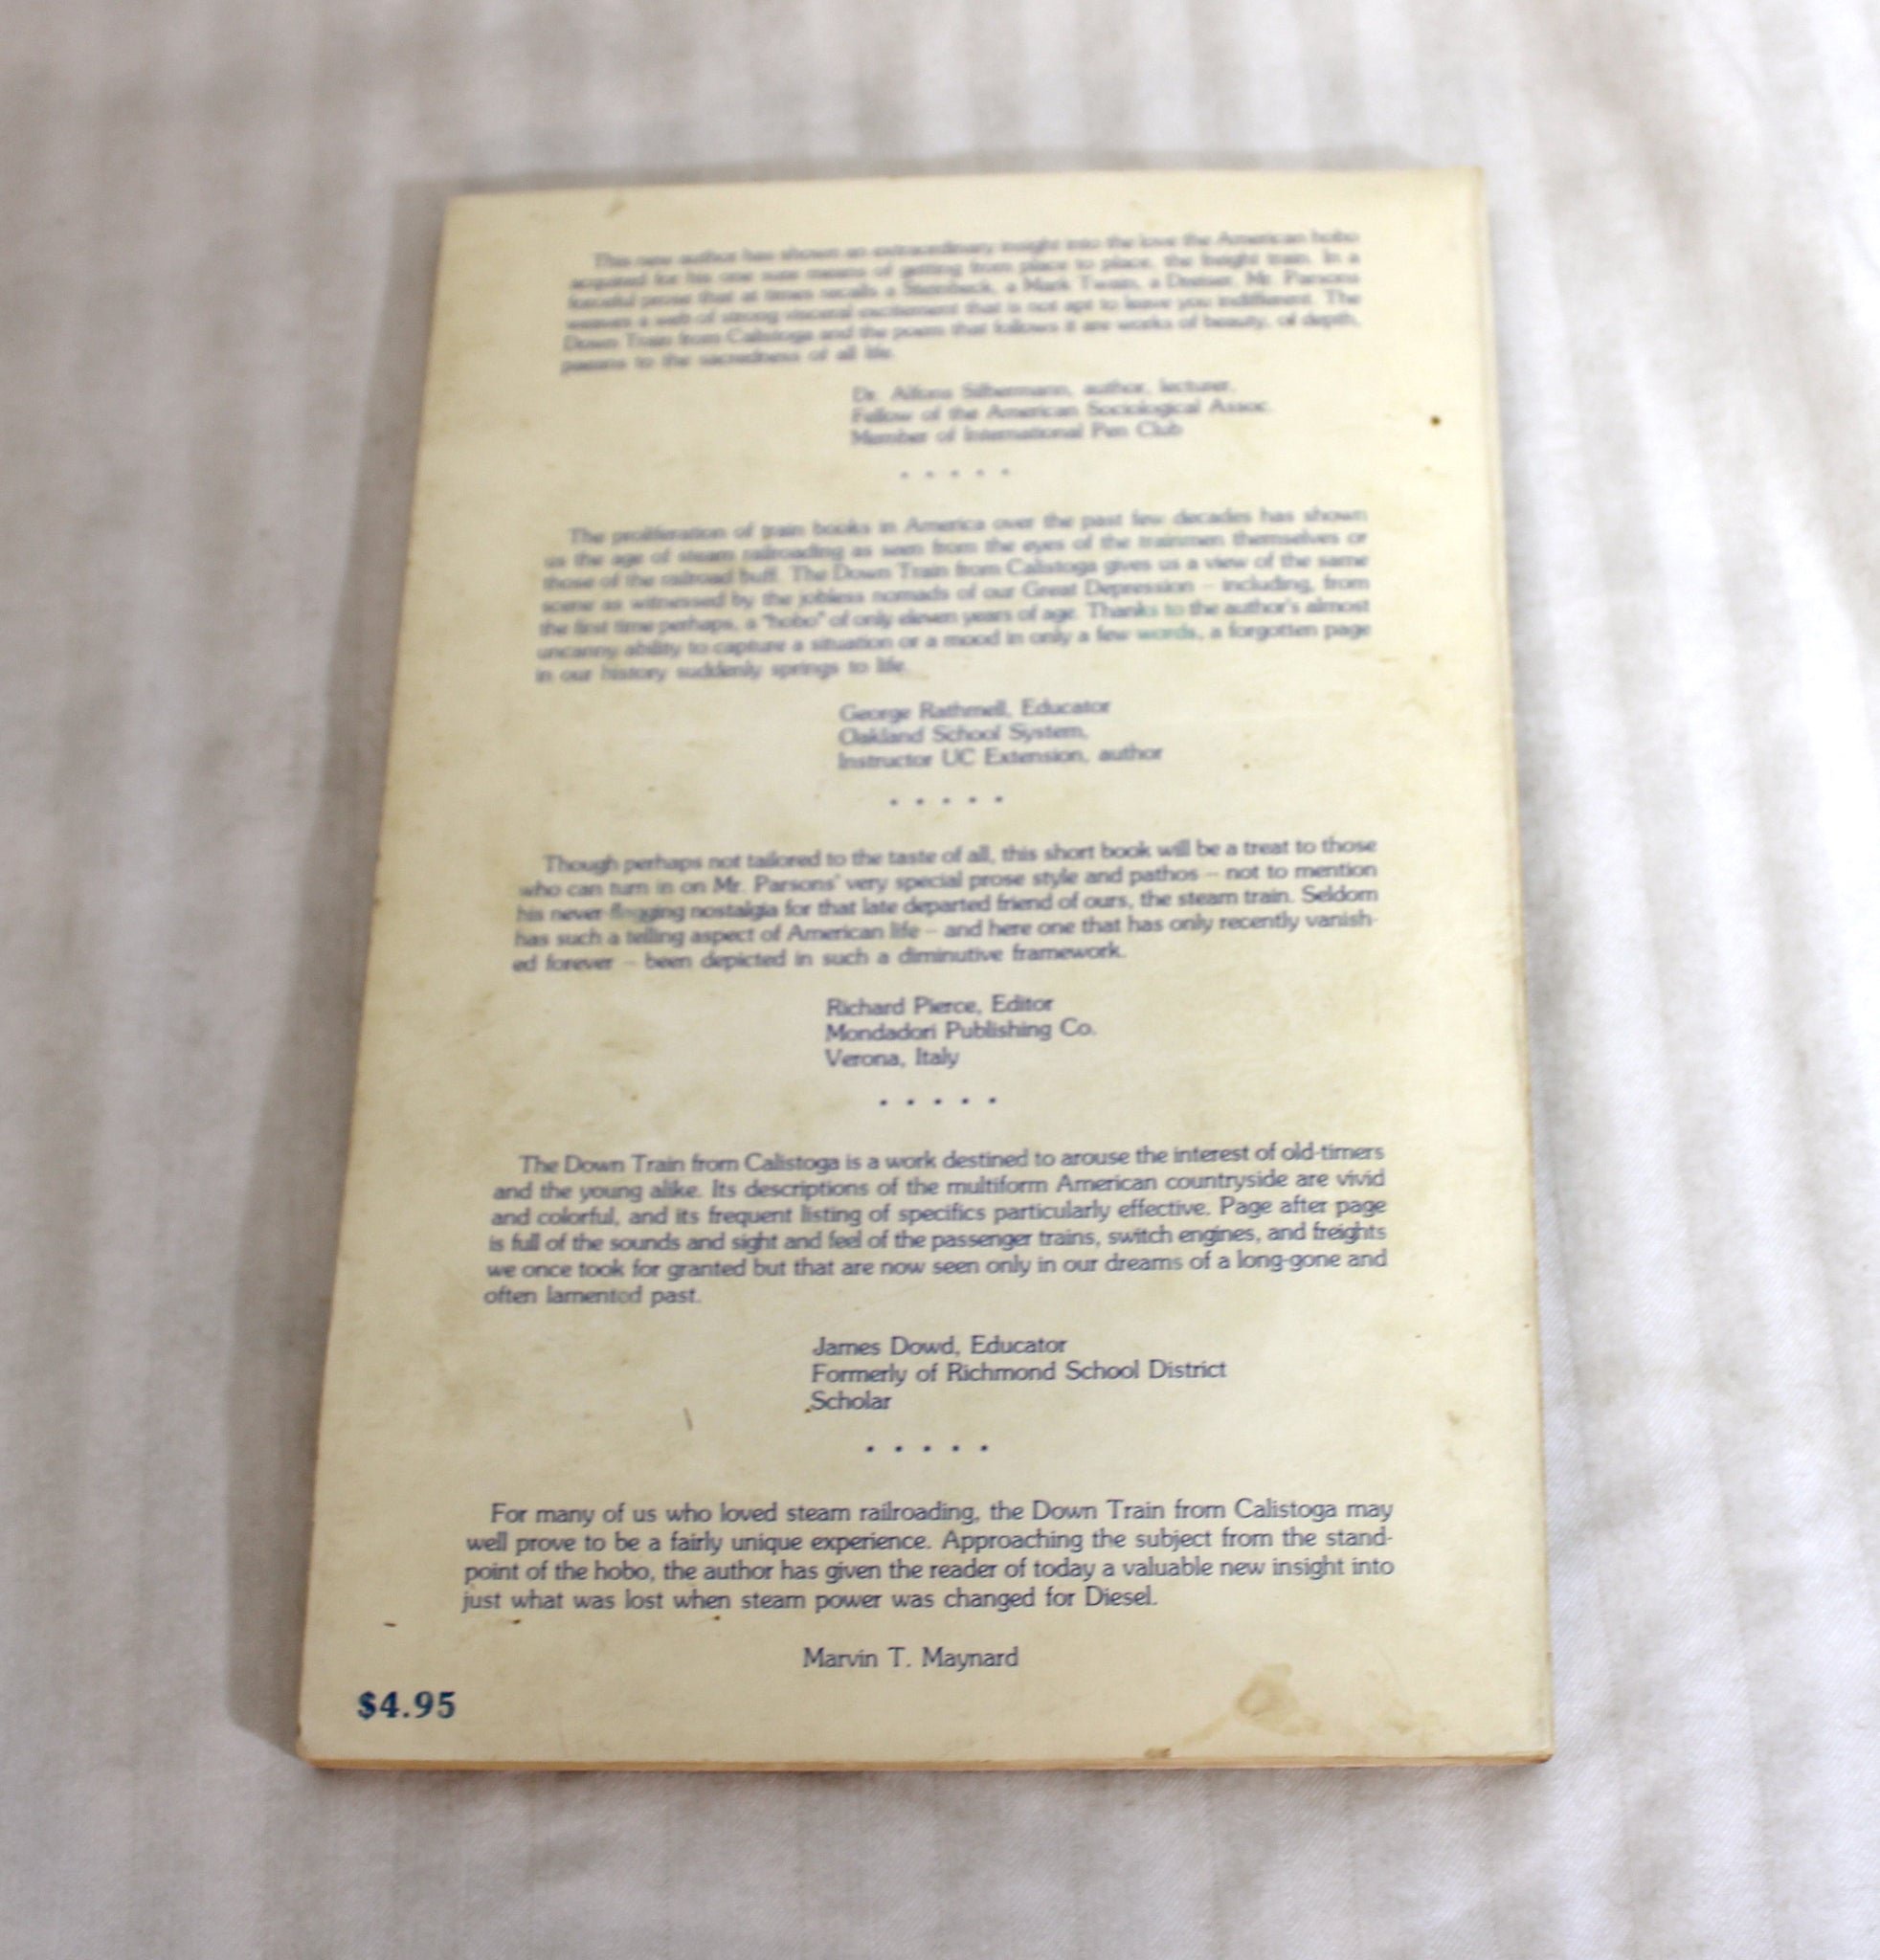 This new author has shown an extraordinary insight into the love the American hobo
acquired for his one sure means of getting from place to place, the freight train. In a
forceful prose that at times recalls a Steinbeck, a Mark Twain, a Dreiser, Mr. Parsons
weaves a web of strong visceral excitement that is not apt to leave you indifferent. The
Down Train from Calistoga and the poem that follows it are works of beauty, of depth,
paeans to the sacredness of all life.
Dr. Alfons Silbermann, author, lecturer,
Fellow of the American Sociological Assoc.
Member of International Pen Club
• • • • •
The proliferation of train books in America over the past few decades has shown
us the age of steam railroading as seen from the eyes of the trainmen themselves or
those of the railroad buff. The Down Train from Calistoga gives us a view of the same
scene as witnessed by the jobless nomads of our Great Depression – including, from
the first time perhaps, a "hobo" of only eleven years of age. Thanks to the author's almost
uncanny ability to capture a situation or a mood in only a few words, a forgotten page
in our history suddenly springs to life.
George Rathmell, Educator
Oakland School System,
Instructor UC Extension, author
• • • • •
Though perhaps not tailored to the taste of all, this short book will be a treat to those
who can turn in on Mr. Parsons' very special prose style and pathos – not to mention
his never-flagging nostalgia for that late departed friend of ours, the steam train. Seldom
has such a telling aspect of American life – and here one that has only recently vanish-
ed forever – been depicted in such a diminutive framework.
Richard Pierce, Editor
Mondadori Publishing Co.
Verona, Italy
• • • • •
The Down Train from Calistoga is a work destined to arouse the interest of old-timers
and the young alike. Its descriptions of the multiform American countryside are vivid
and colorful, and its frequent listing of specifics particularly effective. Page after page
is full of the sounds and sight and feel of the passenger trains, switch engines, and freights
we once took for granted but that are now seen only in our dreams of a long-gone and
often lamented past.
James Dowd, Educator
Formerly of Richmond School District
Scholar
• • • • •
For many of us who loved steam railroading, the Down Train from Calistoga may
well prove to be a fairly unique experience. Approaching the subject from the stand-
point of the hobo, the author has given the reader of today a valuable new insight into
just what was lost when steam power was changed for Diesel.
Marvin T. Maynard
$4.95